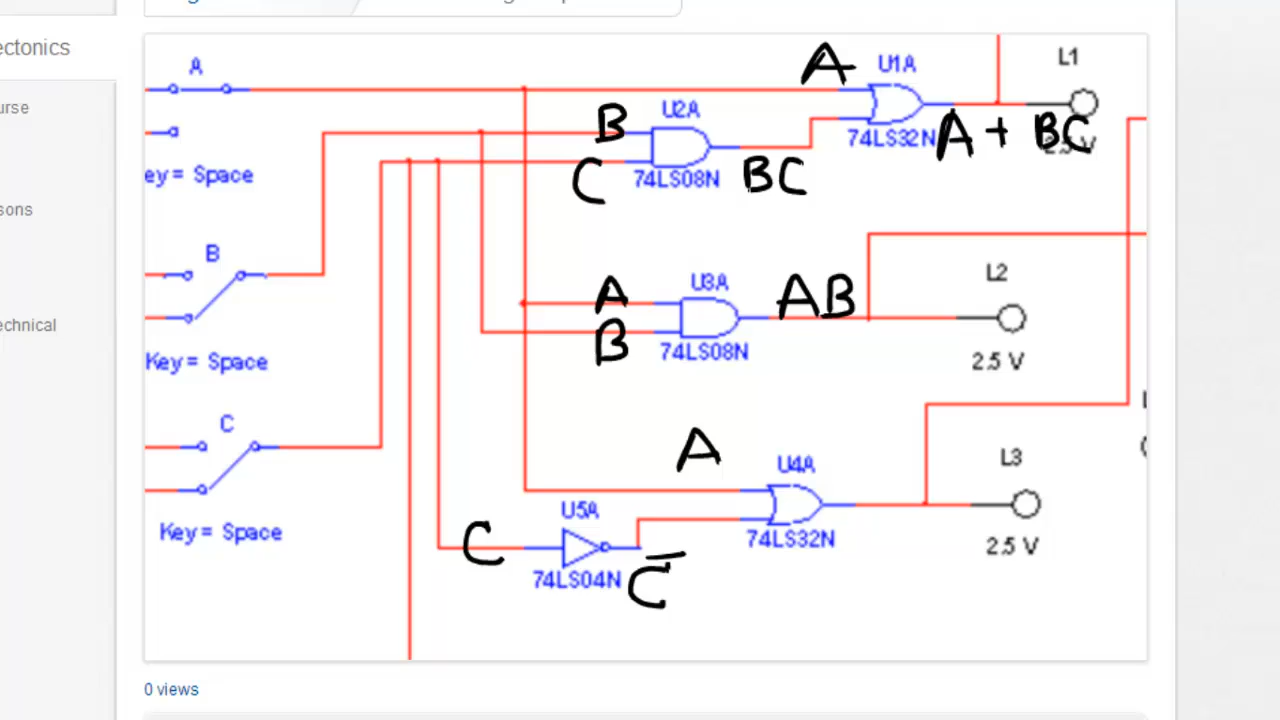 ectonics
urse
sons
echnical
A
ey = Space
B
Key = Space
C
Key = Space
A
U1A
74LS32N
A + BC
L1
B
C
U2A
74LS08N
BC
A
B
U3A
74LS08N
AB
L2
2.5 V
A
U4A
74LS32N
L3
2.5 V
C
U5A
74LS04N
C̅
0 views